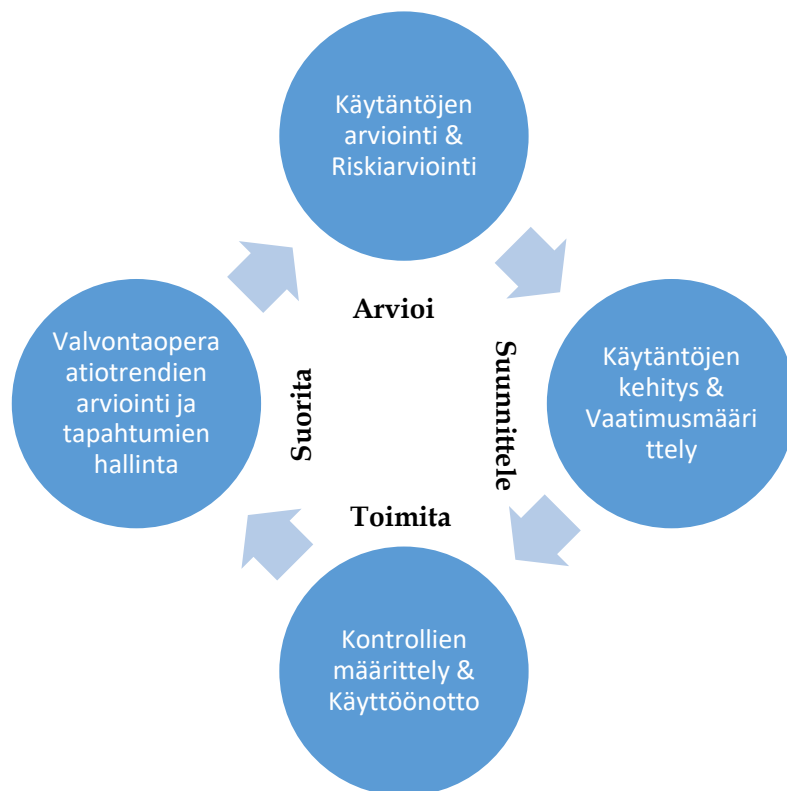 Käytäntöjen
arviointi &
Riskiarviointi
Arvioi
Suunnittele
Käytäntöjen
kehitys &
Vaatimusmääri
ttely
Toimita
Kontrollien
määrittely &
Käyttöönotto
Suorita
Valvontaopera
atiotrendien
arviointi ja
tapahtumien
hallinta